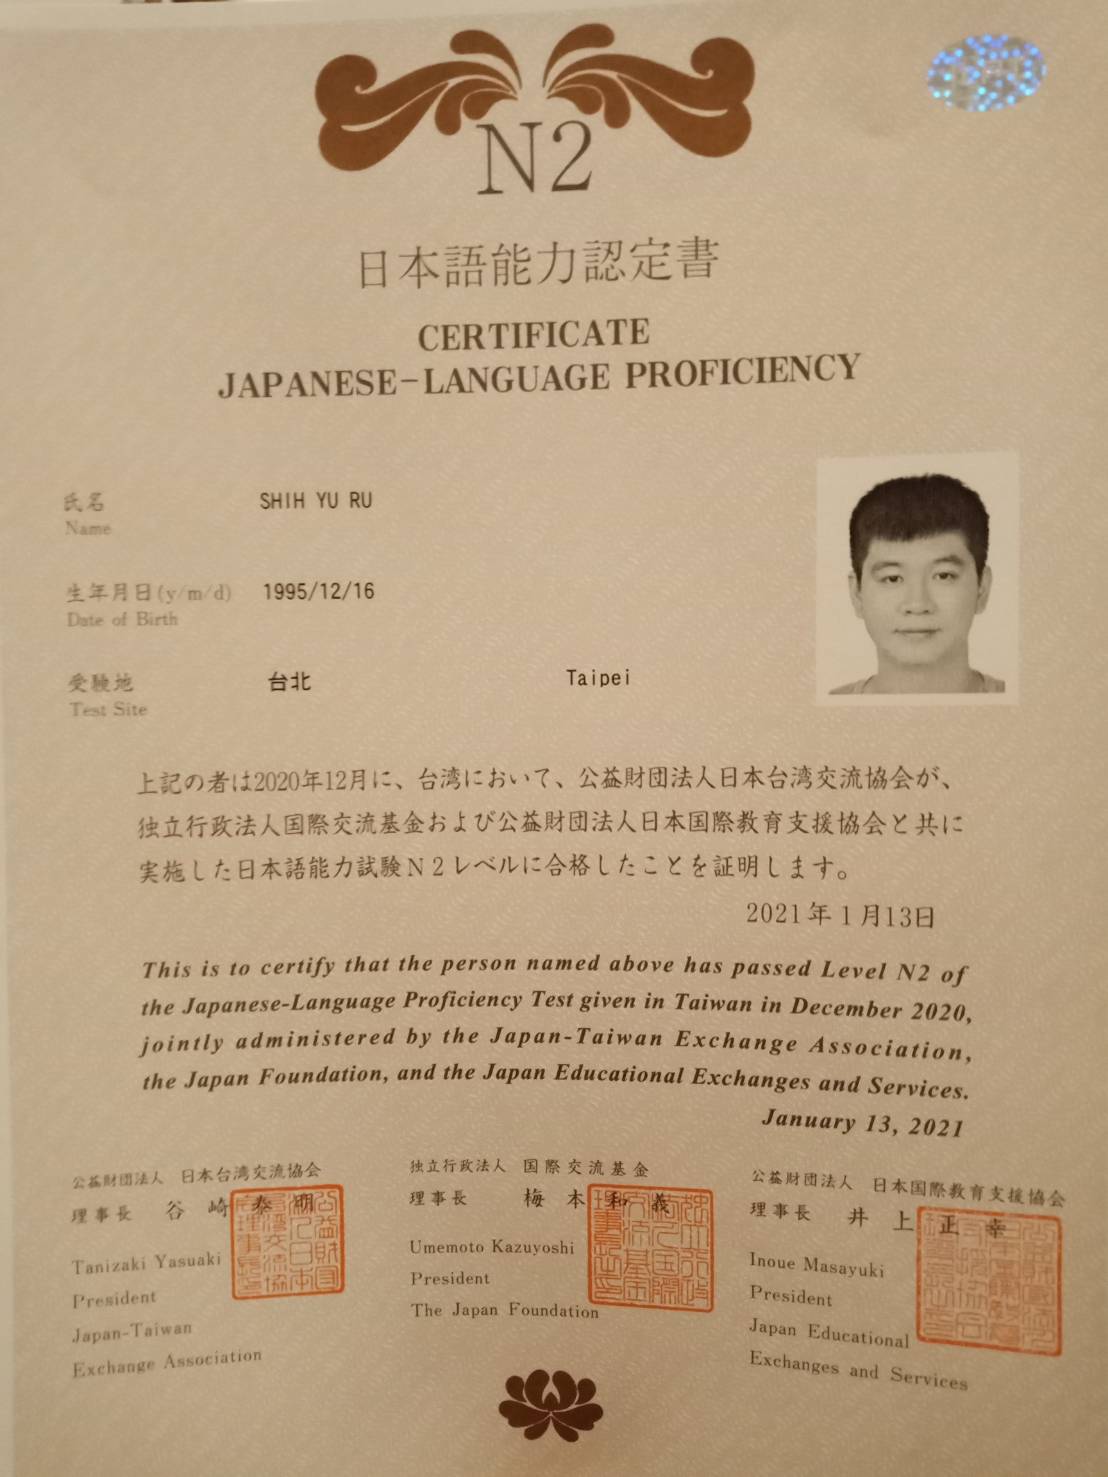 N2
日本語能力認定書
CERTIFICATE
JAPANESE-LANGUAGE PROFICIENCY
氏名 SHIH YU RU
Name
生年月日(y/m/d) 1995/12/16
Date of Birth
受験地 台北 Taipei
Test Site
上記の者は2020年12月に、台湾において、公益財団法人日本台湾交流協会が、
独立行政法人国際交流基金および公益財団法人日本国際教育支援協会と共に
実施した日本語能力試験N2レベルに合格したことを証明します。
2021年1月13日
This is to certify that the person named above has passed Level N2 of
the Japanese-Language Proficiency Test given in Taiwan in December 2020,
jointly administered by the Japan-Taiwan Exchange Association,
the Japan Foundation, and the Japan Educational Exchanges and Services.
January 13, 2021
公益財団法人 日本台湾交流協会
理事長 谷崎泰明
Tanizaki Yasuaki
President
Japan-Taiwan
Exchange Association
独立行政法人 国際交流基金
理事長 梅本和義
Umemoto Kazuyoshi
President
The Japan Foundation
公益財団法人 日本国際教育支援協会
理事長 井上正幸
Inoue Masayuki
President
Japan Educational
Exchanges and Services